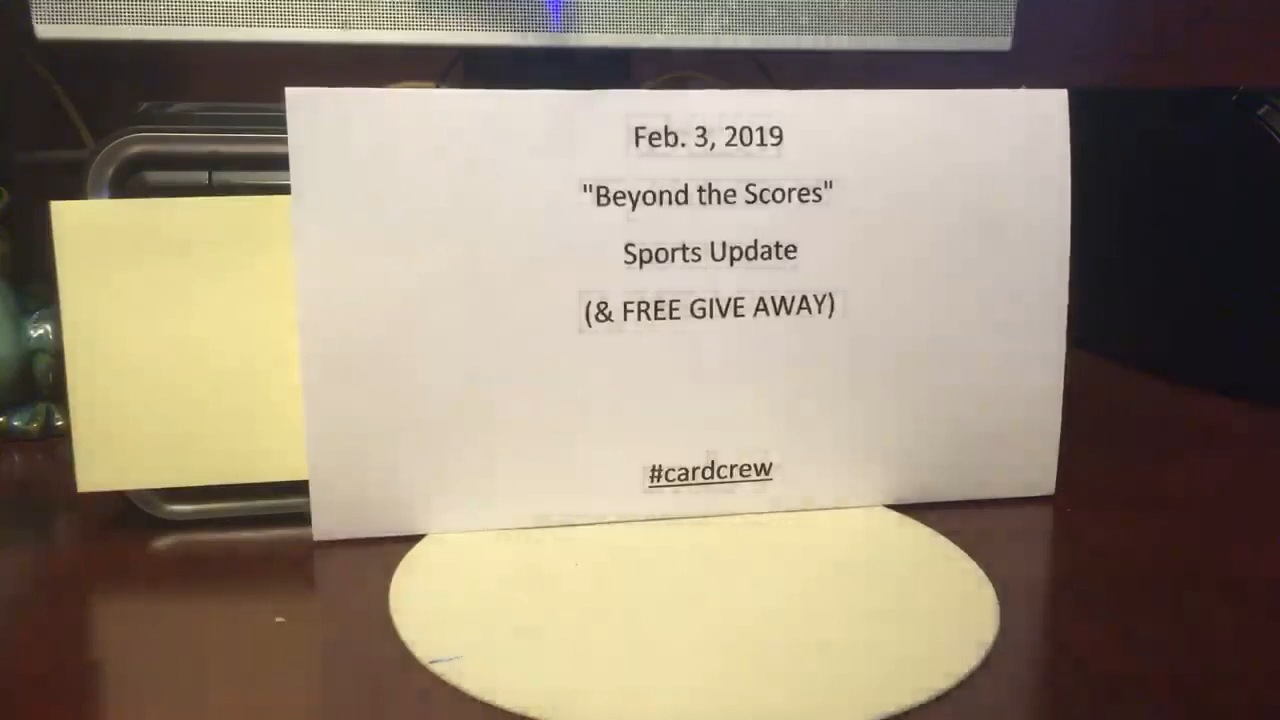 Feb. 3, 2019
"Beyond the Scores"
Sports Update
(& FREE GIVE AWAY)
#cardcrew